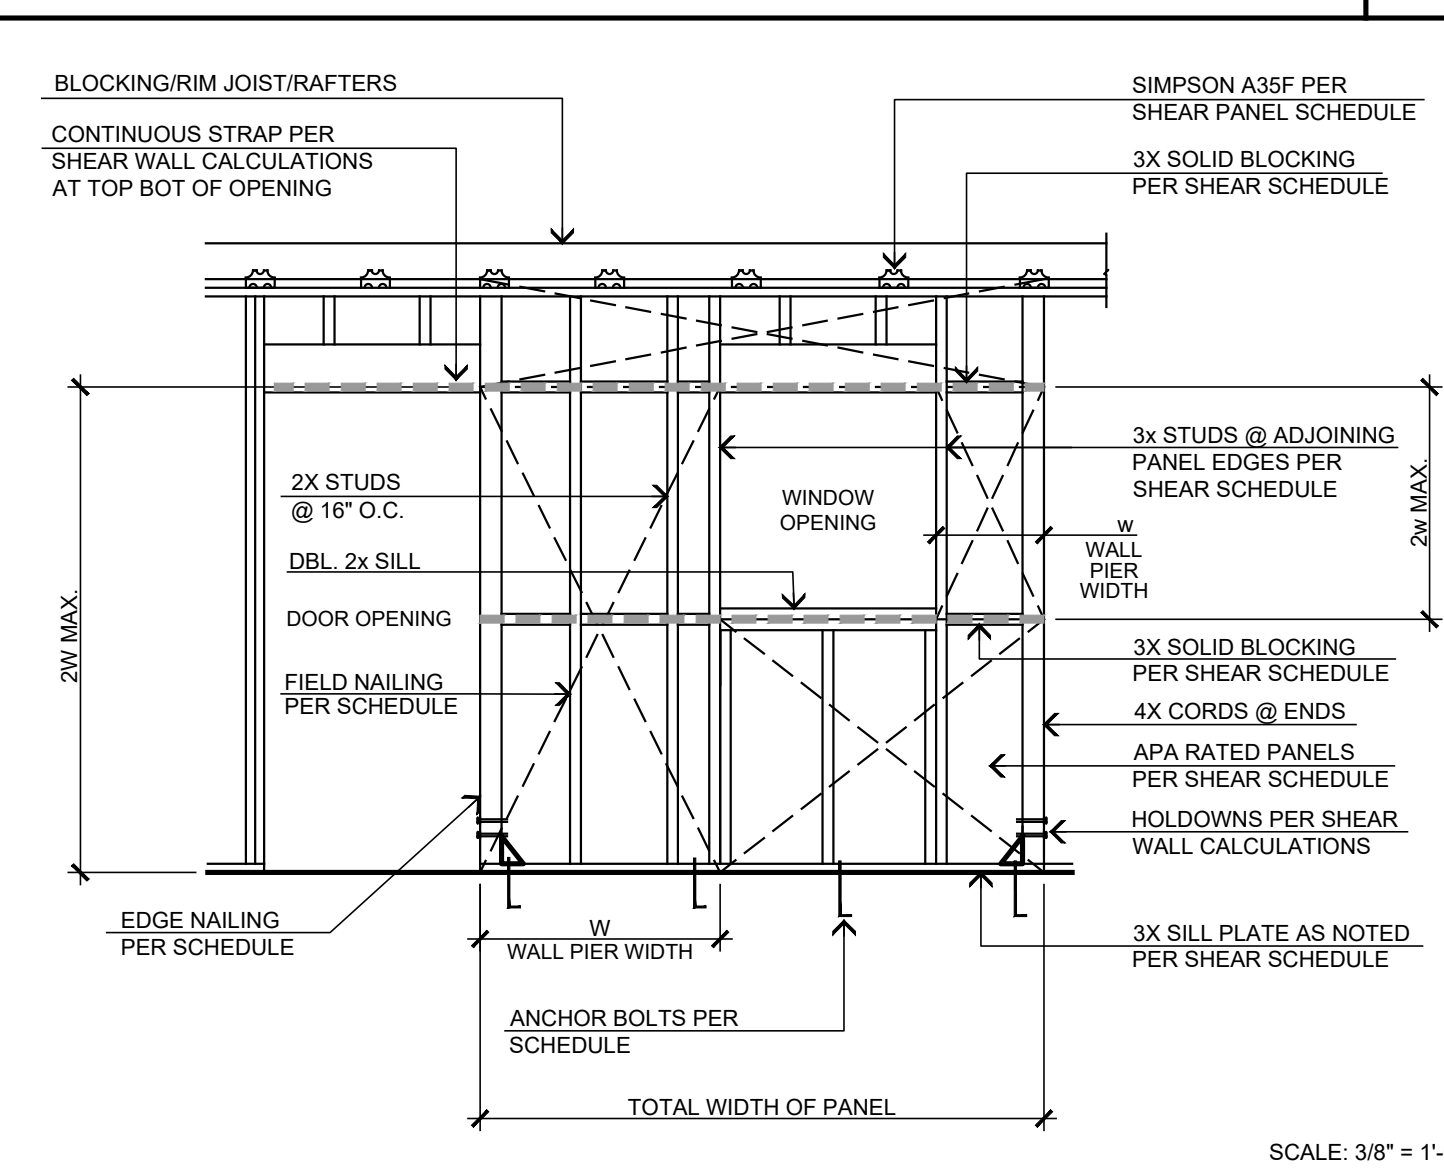 BLOCKING/RIM JOIST/RAFTERS
CONTINUOUS STRAP PER
SHEAR WALL CALCULATIONS
AT TOP BOT OF OPENING
SIMPSON A35F PER
SHEAR PANEL SCHEDULE
3X SOLID BLOCKING
PER SHEAR SCHEDULE
3x STUDS @ ADJOINING
PANEL EDGES PER
SHEAR SCHEDULE
2X STUDS
@ 16" O.C.
WINDOW
OPENING
w
WALL
PIER
WIDTH
2w MAX.
DBL. 2x SILL
DOOR OPENING
2W MAX.
FIELD NAILING
PER SCHEDULE
3X SOLID BLOCKING
PER SHEAR SCHEDULE
4X CORDS @ ENDS
APA RATED PANELS
PER SHEAR SCHEDULE
HOLDOWNS PER SHEAR
WALL CALCULATIONS
EDGE NAILING
PER SCHEDULE
W
WALL PIER WIDTH
3X SILL PLATE AS NOTED
PER SHEAR SCHEDULE
ANCHOR BOLTS PER
SCHEDULE
TOTAL WIDTH OF PANEL
SCALE: 3/8" = 1'-